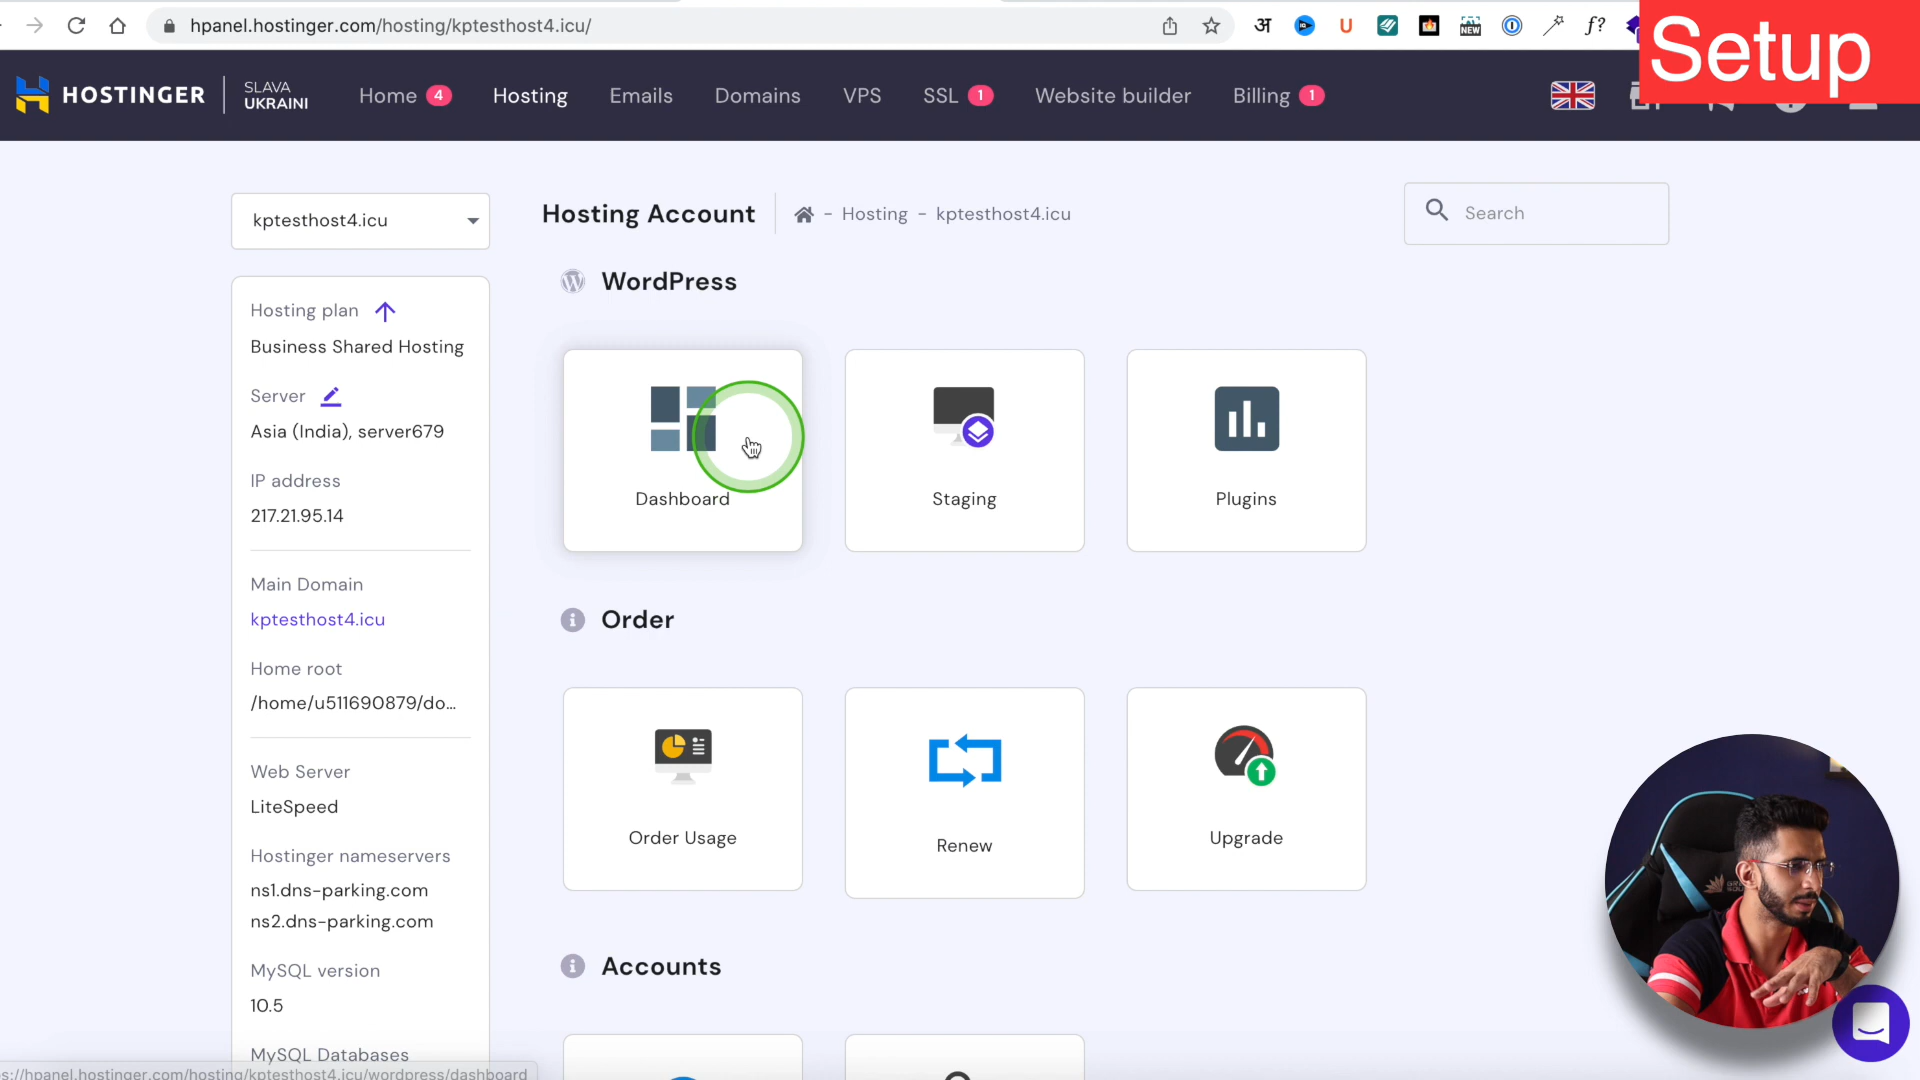 hpanel.hostinger.com/hosting/kptesthost4.icu/
अ
U
NEW
f?
Setup
HOSTINGER
SLAVA
UKRAINI
Home 4
Hosting
Emails
Domains
VPS
SSL 1
Website builder
Billing 1
kptesthost4.icu
Hosting Account
- Hosting - kptesthost4.icu
Search
Hosting plan
Business Shared Hosting
Server
Asia (India), server679
IP address
217.21.95.14
Main Domain
kptesthost4.icu
Home root
/home/u511690879/do...
Web Server
LiteSpeed
Hostinger nameservers
ns1.dns-parking.com
ns2.dns-parking.com
MySQL version
10.5
MySQL Databases
WordPress
Dashboard
Staging
Plugins
Order
Order Usage
Renew
Upgrade
Accounts
s://hpanel.hostinger.com/hosting/kptesthost4.icu/wordpress/dashboard